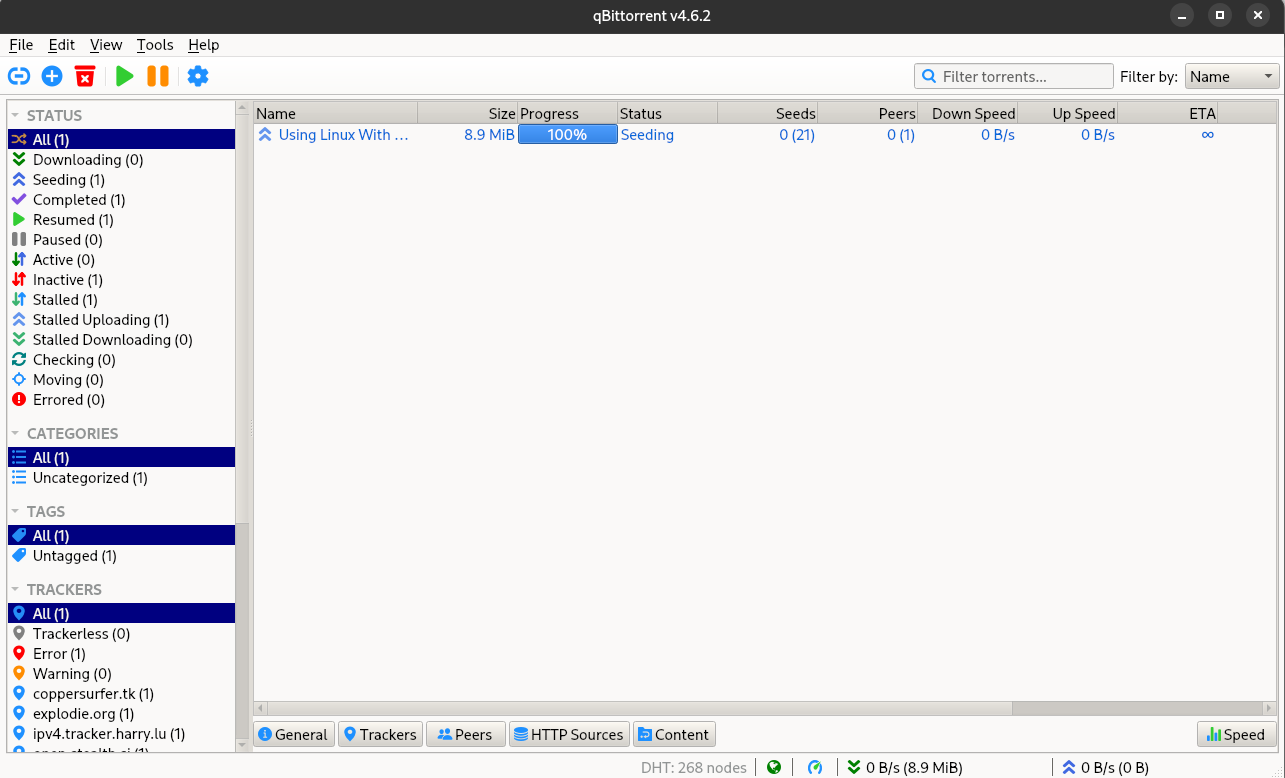 qBittorrent v4.6.2
File Edit View Tools Help
Filter torrents... Filter by: Name
STATUS
All (1)
Downloading (0)
Seeding (1)
Completed (1)
Resumed (1)
Paused (0)
Active (0)
Inactive (1)
Stalled (1)
Stalled Uploading (1)
Stalled Downloading (0)
Checking (0)
Moving (0)
Errored (0)
CATEGORIES
All (1)
Uncategorized (1)
TAGS
All (1)
Untagged (1)
TRACKERS
All (1)
Trackerless (0)
Error (1)
Warning (0)
coppersurfer.tk (1)
explodie.org (1)
ipv4.tracker.harry.lu (1)
Name Size Progress Status Seeds Peers Down Speed Up Speed ETA
Using Linux With ... 8.9 MiB 100% Seeding 0 (21) 0 (1) 0 B/s 0 B/s ∞
General Trackers Peers HTTP Sources Content Speed
DHT: 268 nodes 0 B/s (8.9 MiB) 0 B/s (0 B)